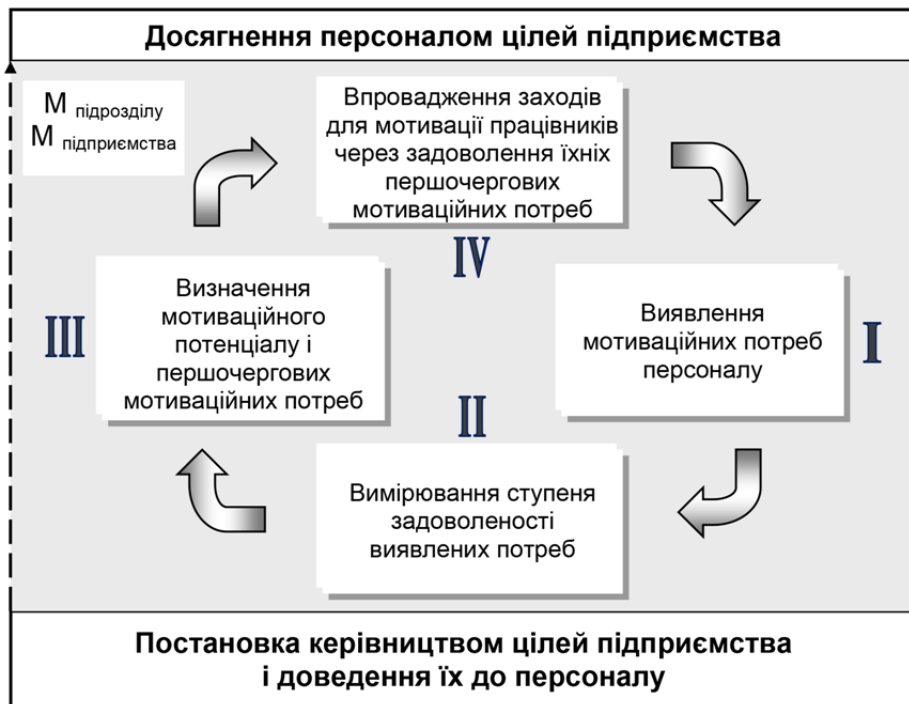 Досягнення персоналом цілей підприємства
М підрозділу
М підприємства
Впровадження заходів
для мотивації працівників
через задоволення їхніх
першочергових
мотиваційних потреб
IV
III
Визначення
мотиваційного
потенціалу і
першочергових
мотиваційних потреб
Виявлення
мотиваційних потреб
персоналу
I
II
Вимірювання ступеня
задоволеності
виявлених потреб
Постановка керівництвом цілей підприємства
і доведення їх до персоналу